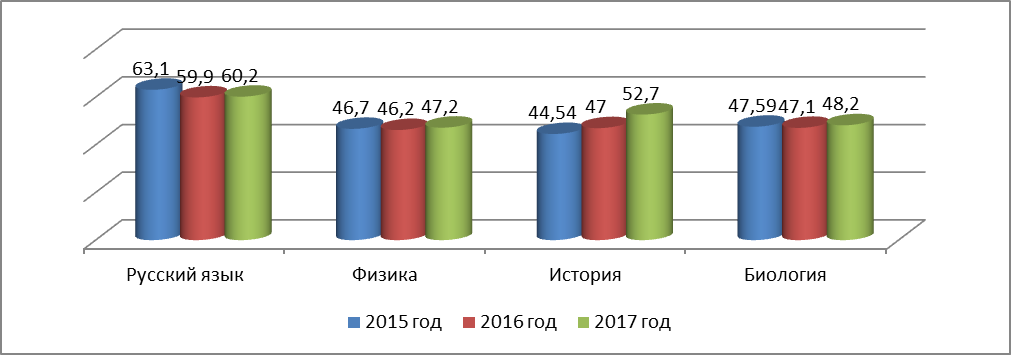 63,1 59,9 60,2 46,7 46,2 47,2 44,54 47 52,7 47,59 47,1 48,2
Русский язык Физика История Биология
2015 год 2016 год 2017 год